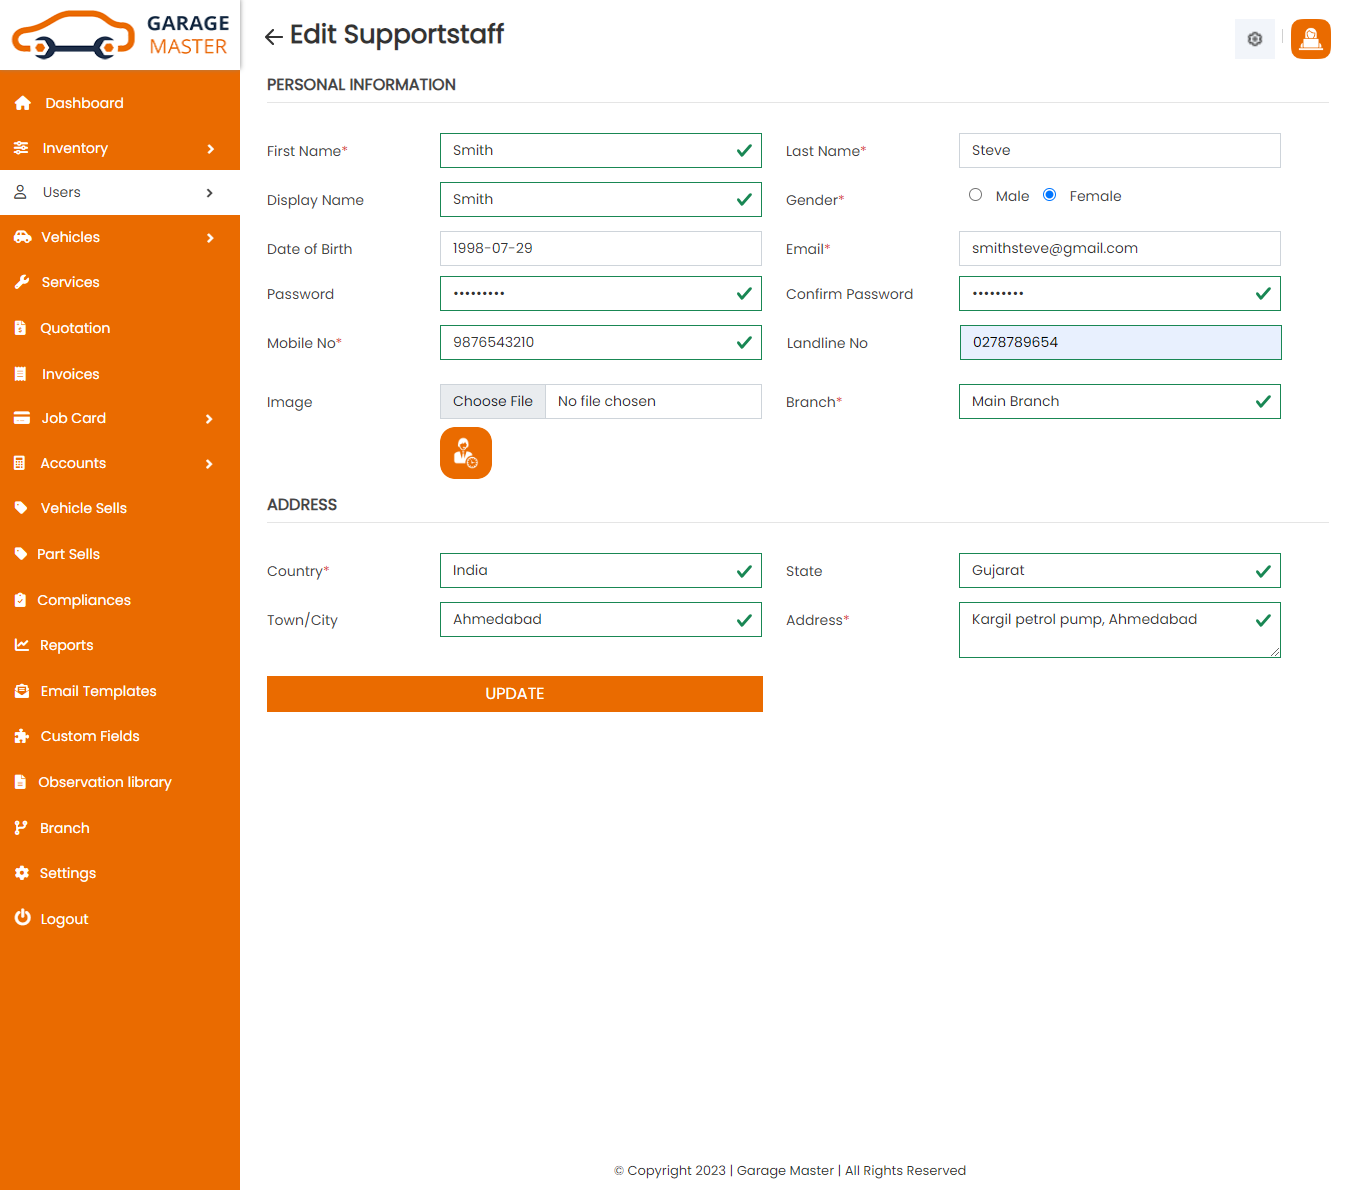 GARAGE
MASTER
Dashboard
Inventory
Users
Vehicles
Services
Quotation
Invoices
Job Card
Accounts
Vehicle Sells
Part Sells
Compliances
Reports
Email Templates
Custom Fields
Observation library
Branch
Settings
Logout
Edit Supportstaff
PERSONAL INFORMATION
First Name* Smith Last Name* Steve
Display Name Smith Gender* Male Female
Date of Birth 1998-07-29 Email* smithsteve@gmail.com
Password ••••••••• Confirm Password •••••••••
Mobile No* 9876543210 Landline No 0278789654
Image Choose File No file chosen Branch* Main Branch
ADDRESS
Country* India State Gujarat
Town/City Ahmedabad Address* Kargil petrol pump, Ahmedabad
UPDATE
© Copyright 2023 | Garage Master | All Rights Reserved